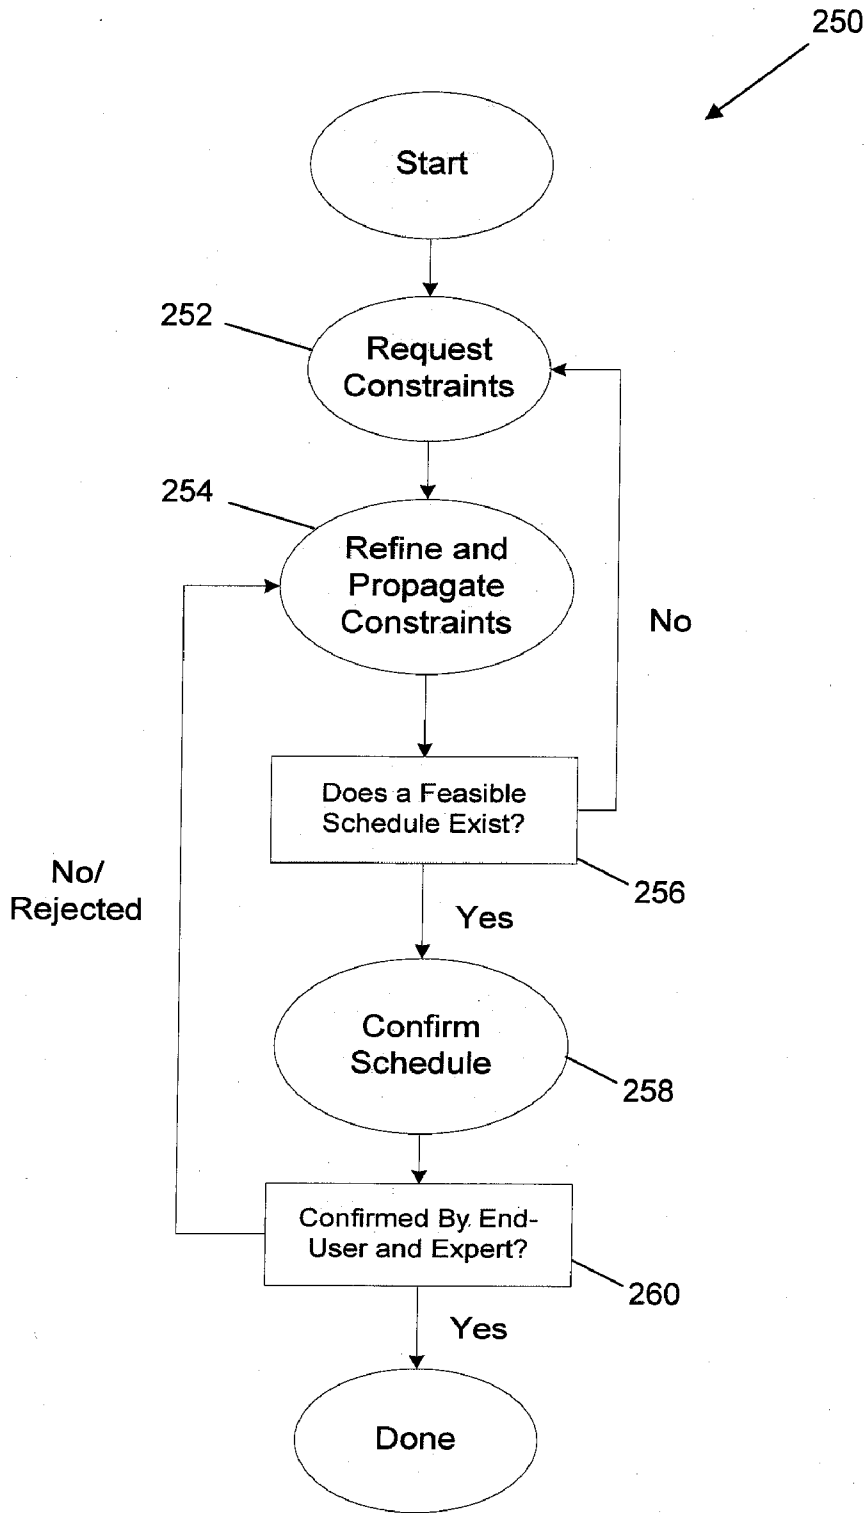 250
Start
252
Request
Constraints
254
Refine and
Propagate
Constraints
No
Does a Feasible
Schedule Exist?
256
No/
Rejected
Yes
Confirm
Schedule
258
Confirmed By. End-
User and Expert?
260
Yes
Done